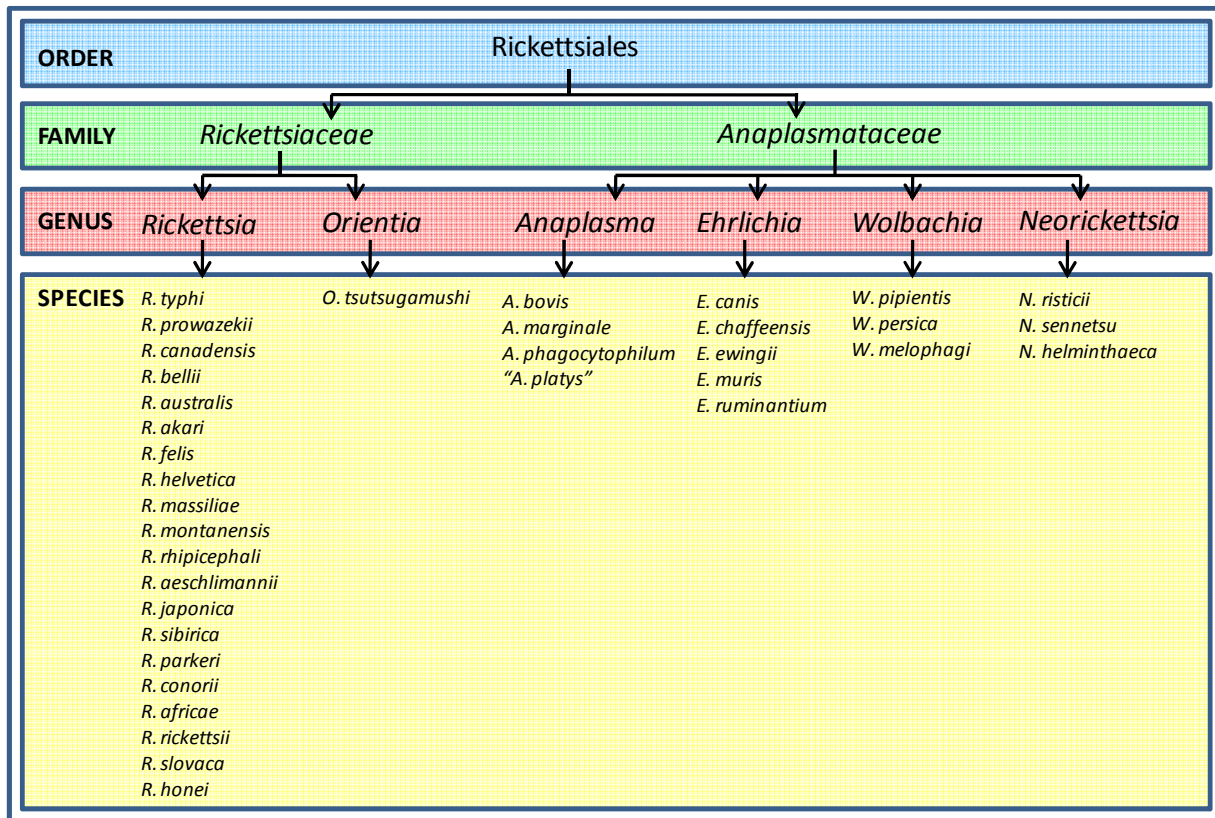 ORDER
Rickettsiales
FAMILY
Rickettsiaceae
Anaplasmataceae
GENUS
Rickettsia
Orientia
Anaplasma
Ehrlichia
Wolbachia
Neorickettsia
SPECIES
R. typhi
R. prowazekii
R. canadensis
R. bellii
R. australis
R. akari
R. felis
R. helvetica
R. massiliae
R. montanensis
R. rhipicephali
R. aeschlimannii
R. japonica
R. sibirica
R. parkeri
R. conorii
R. africae
R. rickettsii
R. slovaca
R. honei
O. tsutsugamushi
A. bovis
A. marginale
A. phagocytophilum
“A. platys”
E. canis
E. chaffeensis
E. ewingii
E. muris
E. ruminantium
W. pipientis
W. persica
W. melophagi
N. risticii
N. sennetsu
N. helminthaeca